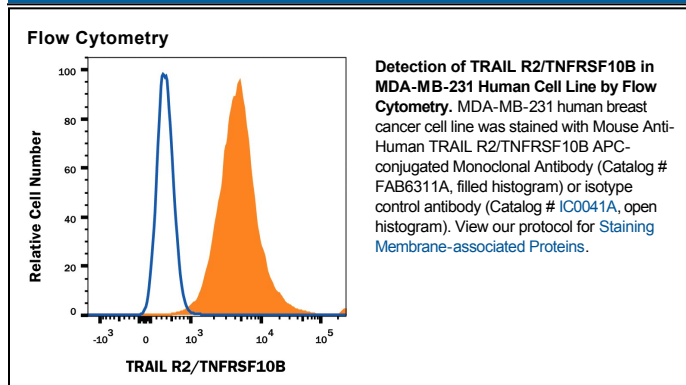 Flow Cytometry
100
80
60
40
20
0
Relative Cell Number
-10³ 0 10³ 10⁴ 10⁵
TRAIL R2/TNFRSF10B
Detection of TRAIL R2/TNFRSF10B in
MDA-MB-231 Human Cell Line by Flow
Cytometry. MDA-MB-231 human breast
cancer cell line was stained with Mouse Anti-
Human TRAIL R2/TNFRSF10B APC-
conjugated Monoclonal Antibody (Catalog #
FAB6311A, filled histogram) or isotype
control antibody (Catalog # IC0041A, open
histogram). View our protocol for Staining
Membrane-associated Proteins.